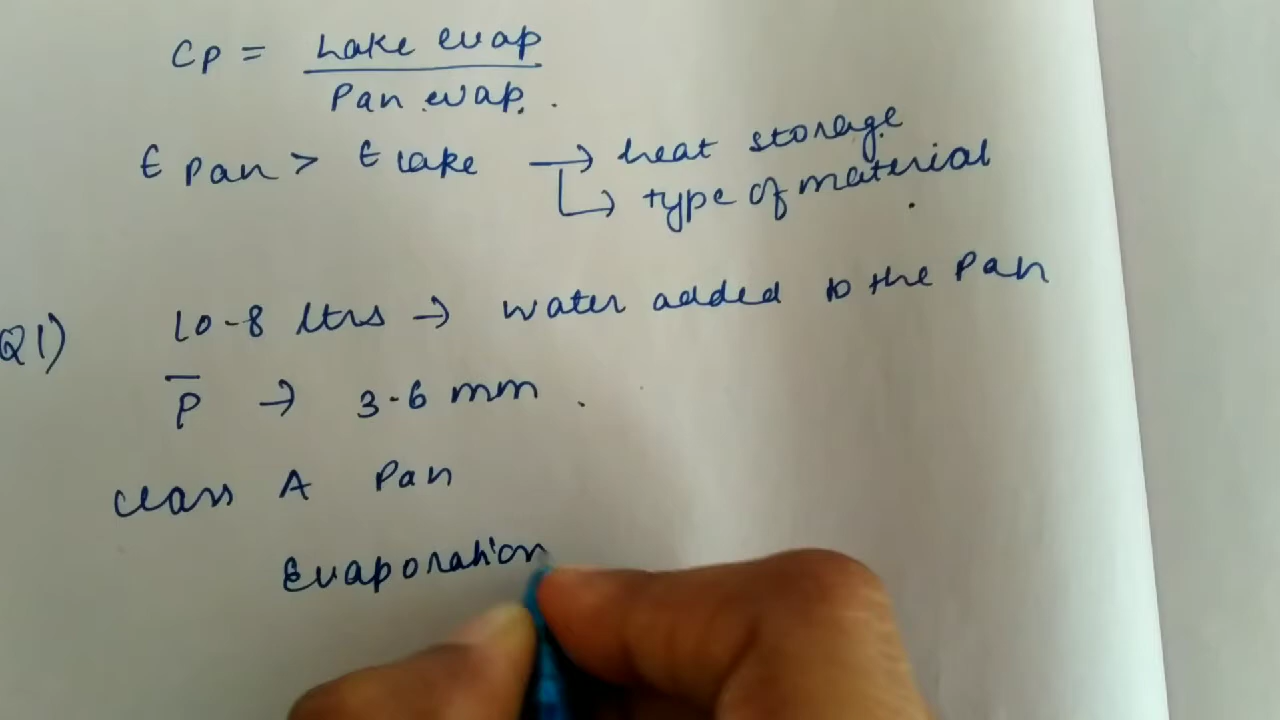 CP = Lake evap / Pan evap.
E Pan > E Lake → heat storage
→ type of material
Q1) 10-8 ltrs → water added to the Pan
P̅ → 3-6 mm.
Class A Pan
Evaporation